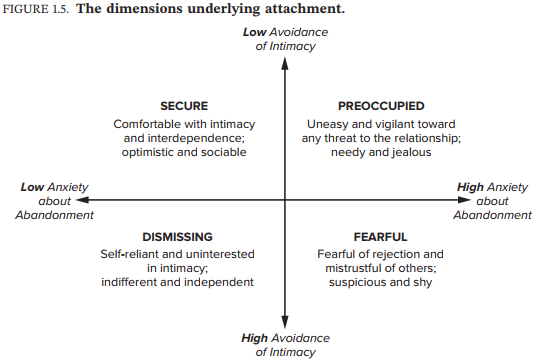 FIGURE 1.5. The dimensions underlying attachment.
Low Avoidance
of Intimacy
SECURE
Comfortable with intimacy
and interdependence;
optimistic and sociable
PREOCCUPIED
Uneasy and vigilant toward
any threat to the relationship;
needy and jealous
Low Anxiety
about
Abandonment
High Anxiety
about
Abandonment
DISMISSING
Self-reliant and uninterested
in intimacy;
indifferent and independent
FEARFUL
Fearful of rejection and
mistrustful of others;
suspicious and shy
High Avoidance
of Intimacy